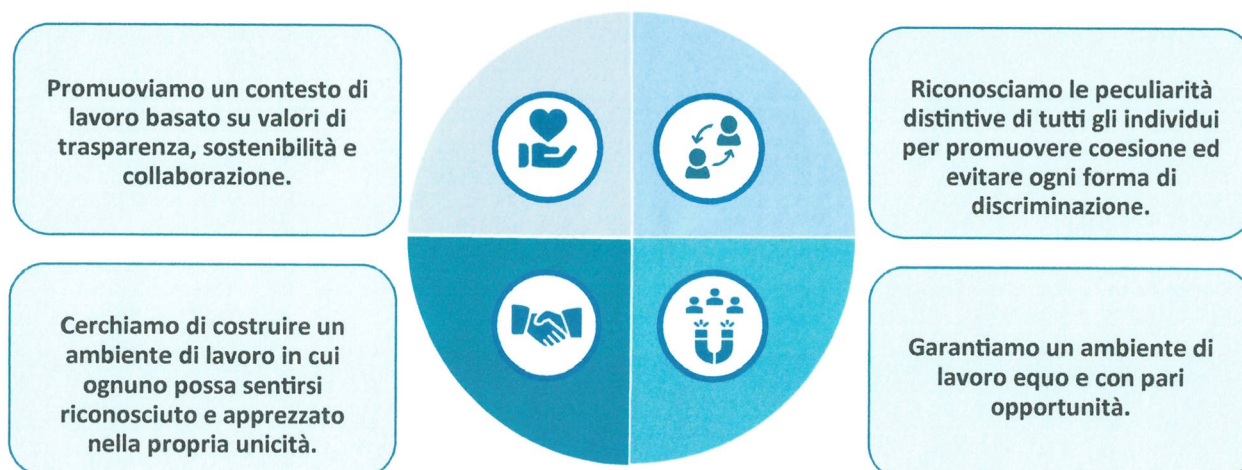 Promuoviamo un contesto di
lavoro basato su valori di
trasparenza, sostenibilità e
collaborazione.
Riconosciamo le peculiarità
distintive di tutti gli individui
per promuovere coesione ed
evitare ogni forma di
discriminazione.
Cerchiamo di costruire un
ambiente di lavoro in cui
ognuno possa sentirsi
riconosciuto e apprezzato
nella propria unicità.
Garantiamo un ambiente di
lavoro equo e con pari
opportunità.